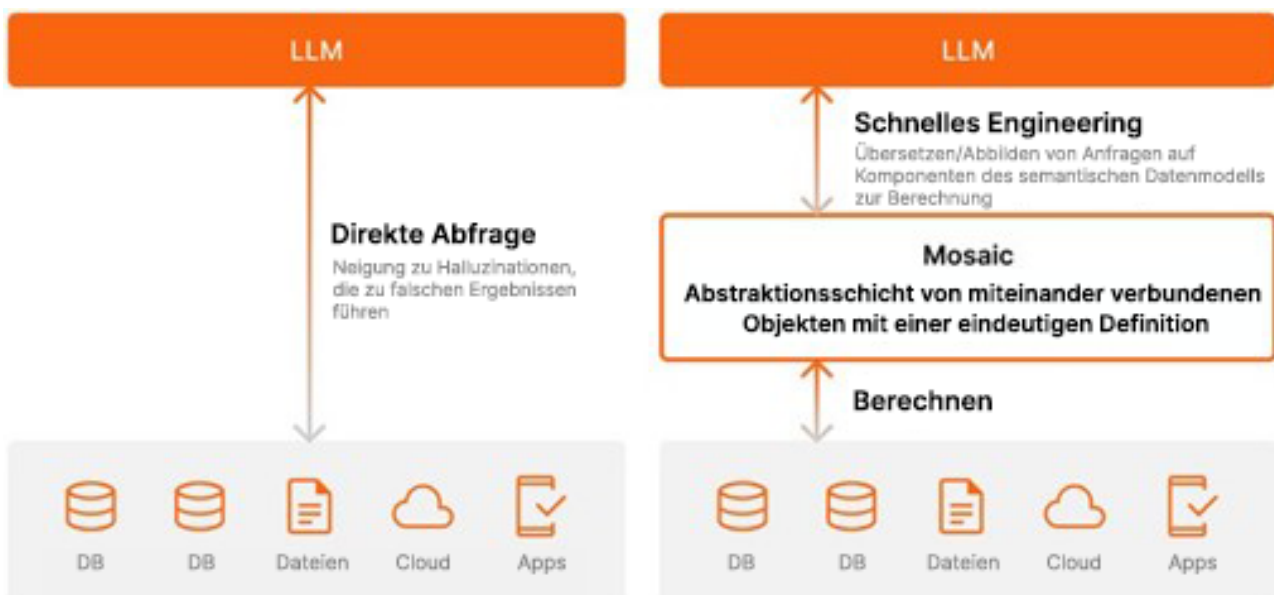 LLM
Direkte Abfrage
Neigung zu Halluzinationen,
die zu falschen Ergebnissen
führen
DB
DB
Dateien
Cloud
Apps
LLM
Schnelles Engineering
Übersetzen/Abbilden von Anfragen auf
Komponenten des semantischen Datenmodells
zur Berechnung
Mosaic
Abstraktionsschicht von miteinander verbundenen
Objekten mit einer eindeutigen Definition
Berechnen
DB
DB
Dateien
Cloud
Apps